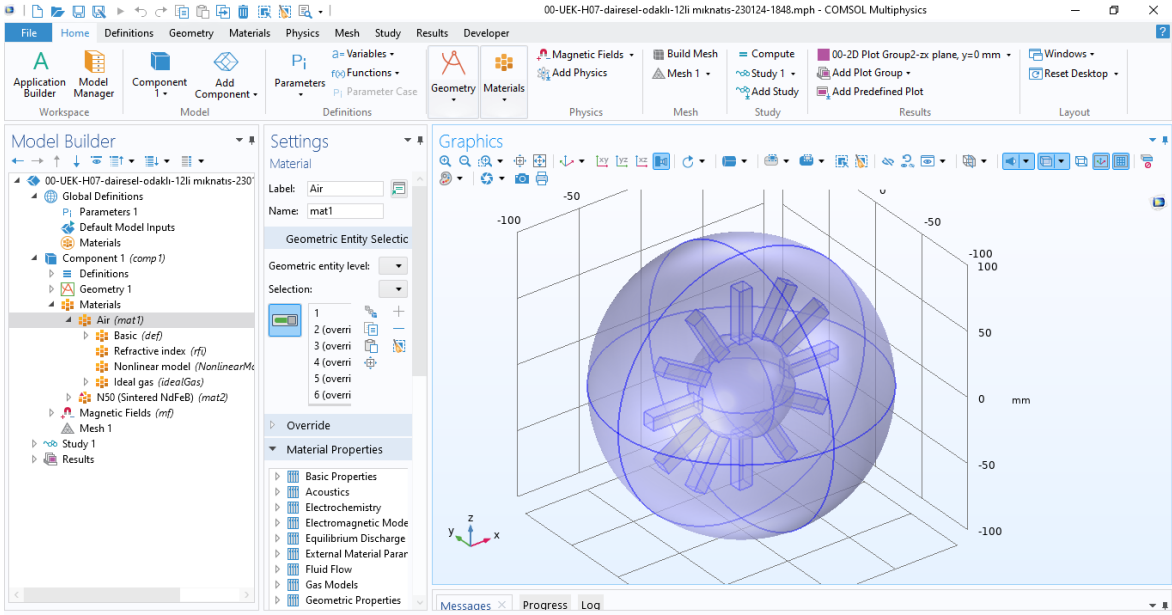 00-UEK-H07-dairesel-odaklı-12li mıknatıs-230124-1848.mph - COMSOL Multiphysics
File Home Definitions Geometry Materials Physics Mesh Study Results Developer
Application Builder
Model Manager
Workspace
Component 1
Add Component
Model
Parameters
a= Variables
f(x) Functions
Pi Parameter Case
Definitions
Geometry
Materials
Magnetic Fields
Add Physics
Physics
Build Mesh
Mesh 1
Mesh
= Compute
Study 1
Add Study
Study
00-2D Plot Group2-zx plane, y=0 mm
Add Plot Group
Add Predefined Plot
Results
Windows
Reset Desktop
Layout
Model Builder
00-UEK-H07-dairesel-odaklı-12li mıknatıs-230
Global Definitions
Pi Parameters 1
Default Model Inputs
Materials
Component 1 (comp1)
Definitions
Geometry 1
Materials
Air (mat1)
Basic (def)
Refractive index (rfi)
Nonlinear model (NonlinearMo
Ideal gas (idealGas)
N50 (Sintered NdFeB) (mat2)
Magnetic Fields (mf)
Mesh 1
Study 1
Results
Settings
Material
Label: Air
Name: mat1
Geometric Entity Selectic
Geometric entity level:
Selection:
1
2 (overri
3 (overri
4 (overri
5 (overri
6 (overri
Override
Material Properties
Basic Properties
Acoustics
Electrochemistry
Electromagnetic Mode
Equilibrium Discharge
External Material Parar
Fluid Flow
Gas Models
Geometric Properties
Graphics
xy yz xz
-50
0
-100
-50
-100
100
50
0 mm
-50
-100
z
y
x
Messages Progress Log